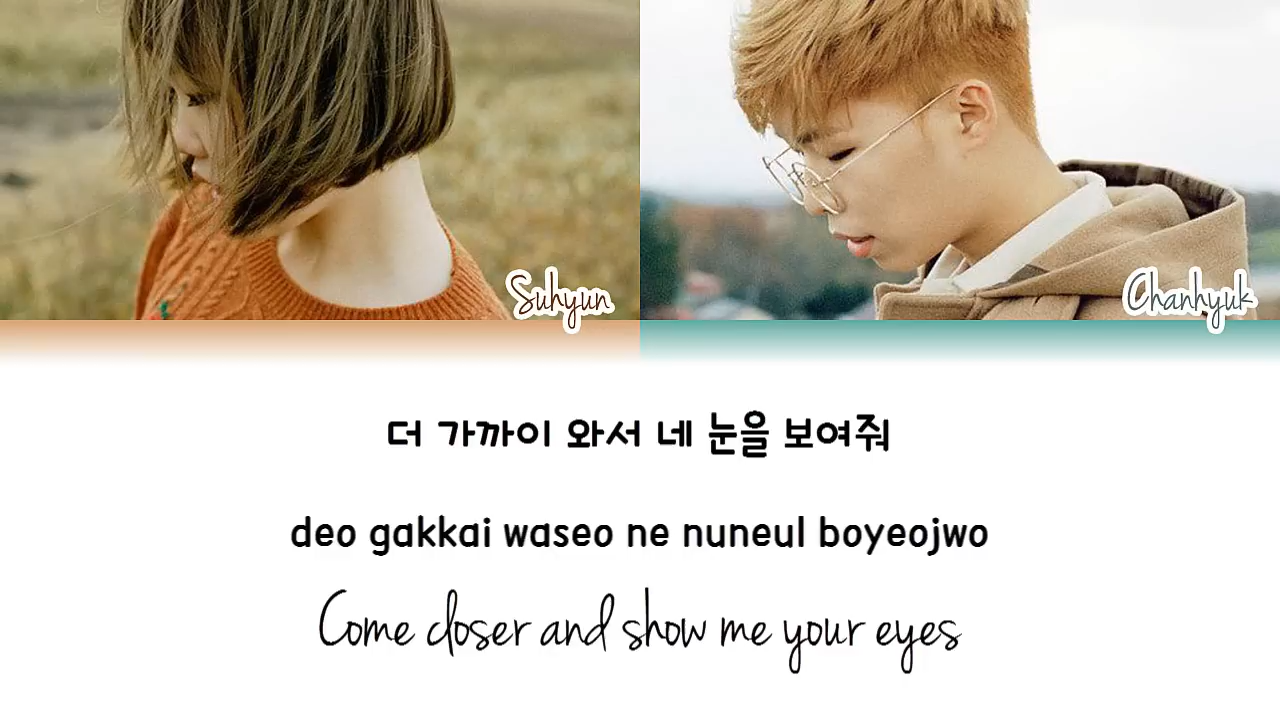 Suhyun
Chanhyuk
더 가까이 와서 네 눈을 보여줘
deo gakkai waseo ne nuneul boyeojwo
Come closer and show me your eyes